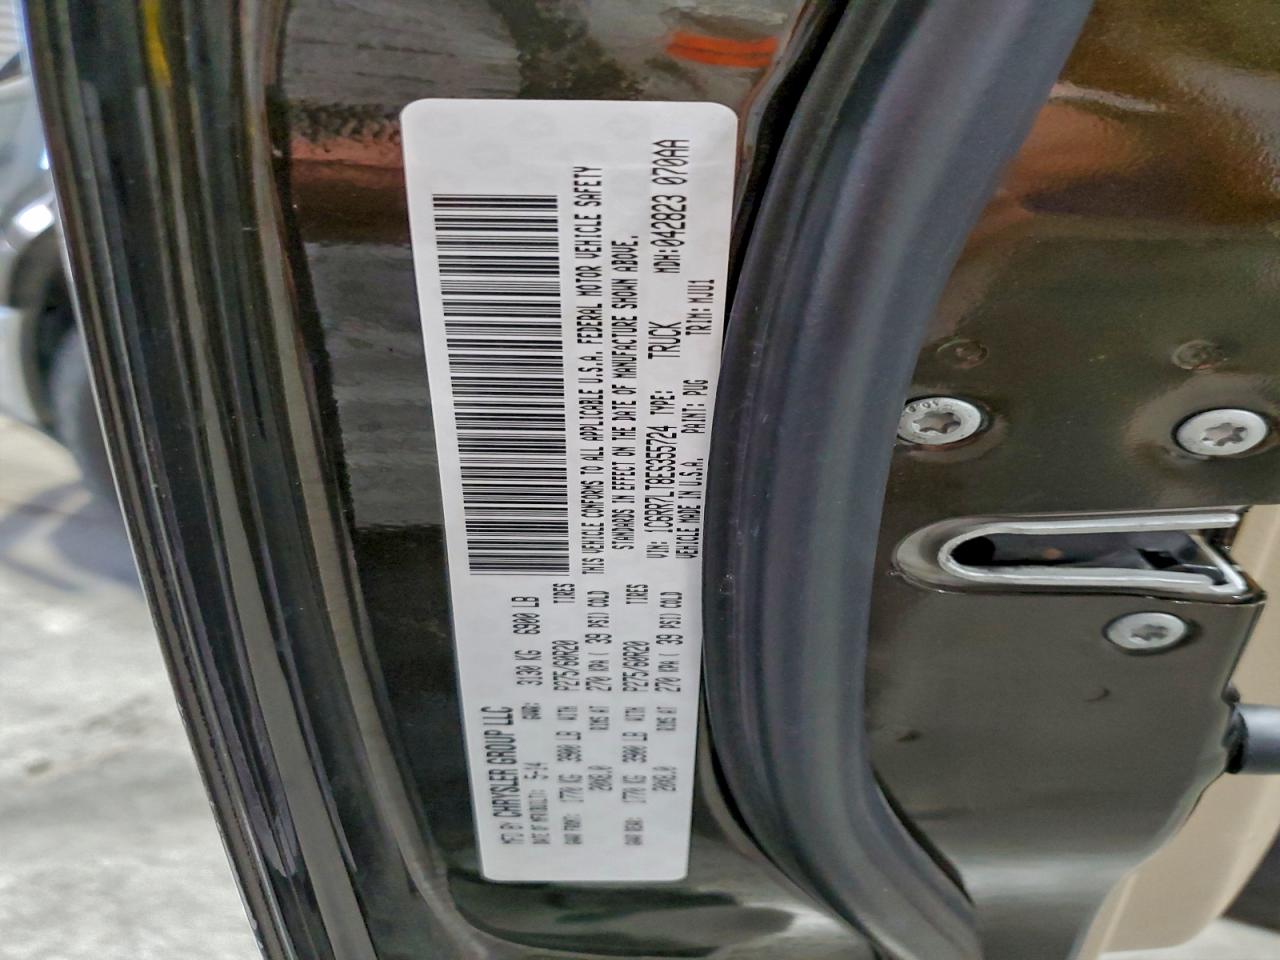 MFD BY CHRYSLER GROUP LLC
DATE OF MFR(BUILT): 5-14 GVWR: 3130 KG 6900 LB
GAWR FRONT: 1770 KG 3900 LB WITH P275/60R20 TIRES
20X8.0 RIMS AT 270 KPA ( 39 PSI) COLD
GAWR REAR: 1770 KG 3900 LB WITH P275/60R20 TIRES
20X8.0 RIMS AT 270 KPA ( 39 PSI) COLD
THIS VEHICLE CONFORMS TO ALL APPLICABLE U.S.A. FEDERAL MOTOR VEHICLE SAFETY
STANDARDS IN EFFECT ON THE DATE OF MANUFACTURE SHOWN ABOVE.
VIN: 1C6RR7LT8ES355724 TYPE: TRUCK MDH:042823 070AA
VEHICLE MADE IN U.S.A. PAINT: PUG TRIM: MJU1